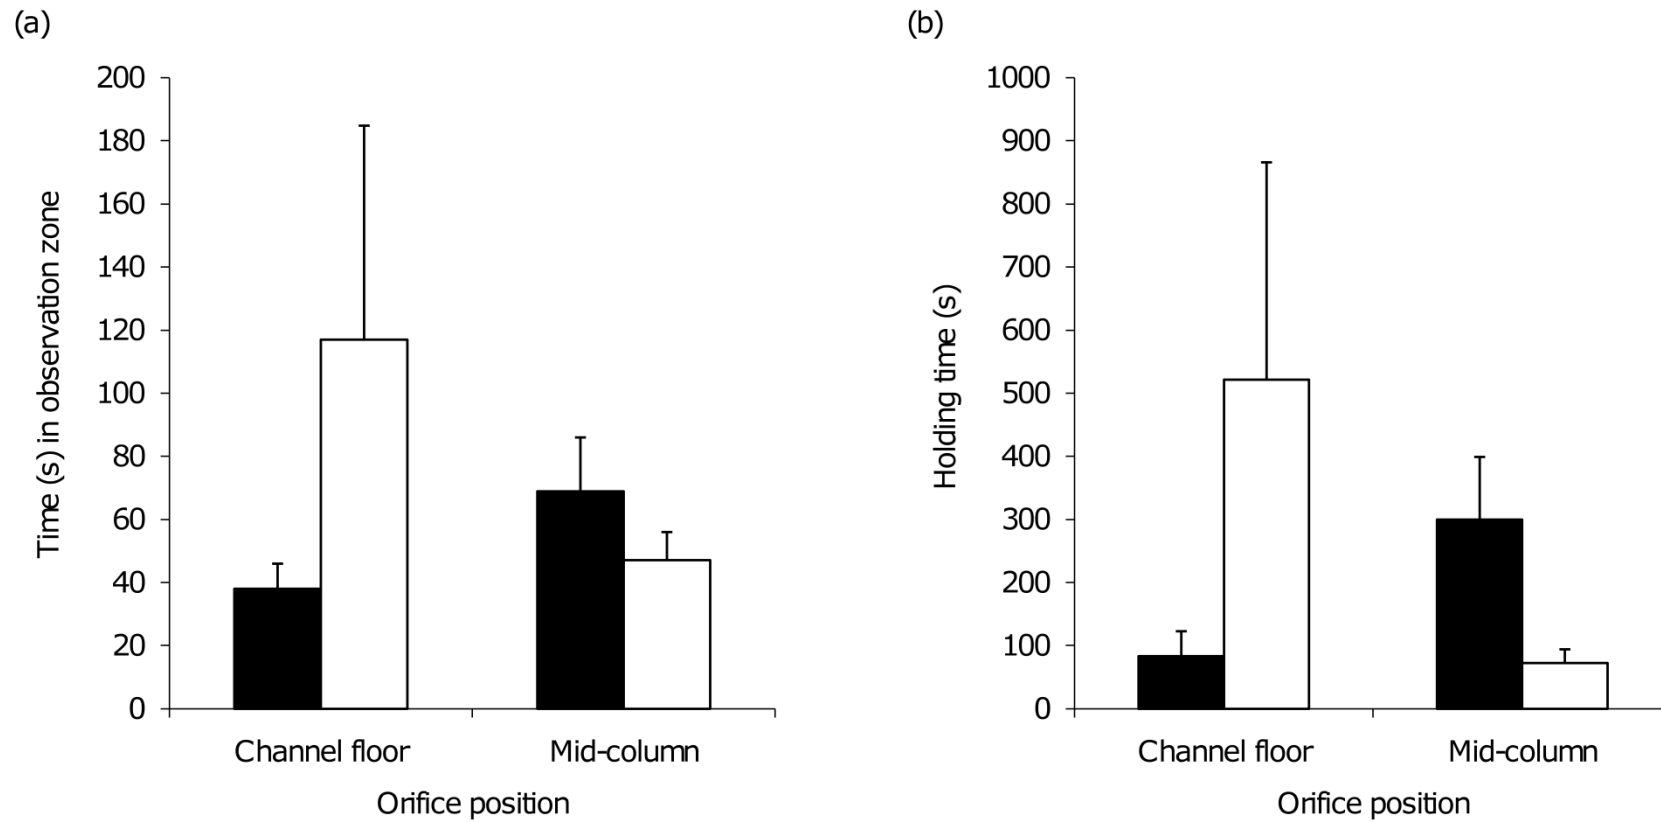 (a)
200
180
160
140
120
100
80
60
40
20
0
Time (s) in observation zone
Channel floor
Mid-column
Orifice position
(b)
1000
900
800
700
600
500
400
300
200
100
0
Holding time (s)
Channel floor
Mid-column
Orifice position